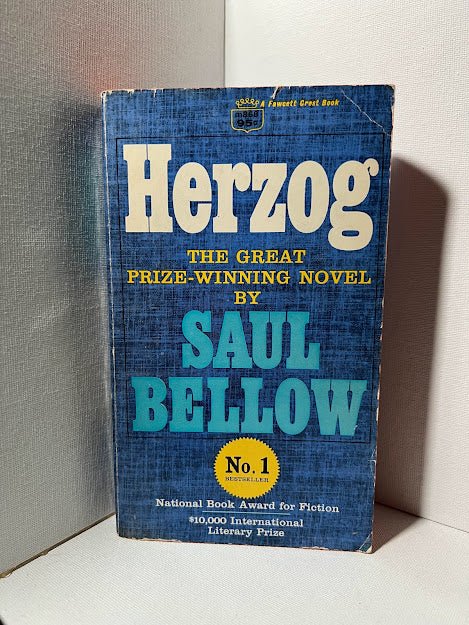 A Fawcett Crest Book
m868
95¢
Herzog
THE GREAT
PRIZE-WINNING NOVEL
BY
SAUL
BELLOW
No. 1
BESTSELLER
National Book Award for Fiction
$10,000 International
Literary Prize